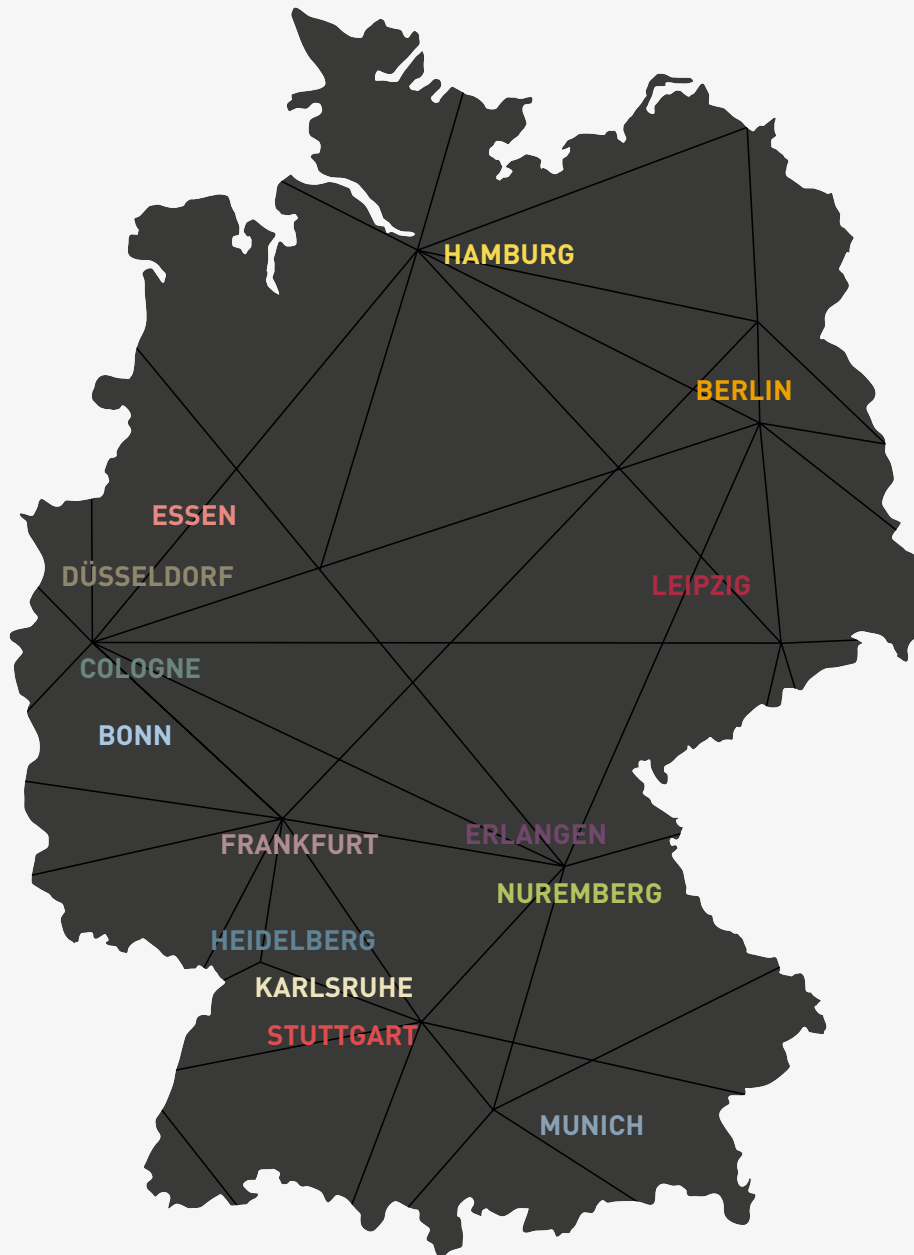 HAMBURG
BERLIN
ESSEN
DÜSSELDORF
LEIPZIG
COLOGNE
BONN
ERLANGEN
FRANKFURT
NUREMBERG
HEIDELBERG
KARLSRUHE
STUTTGART
MUNICH